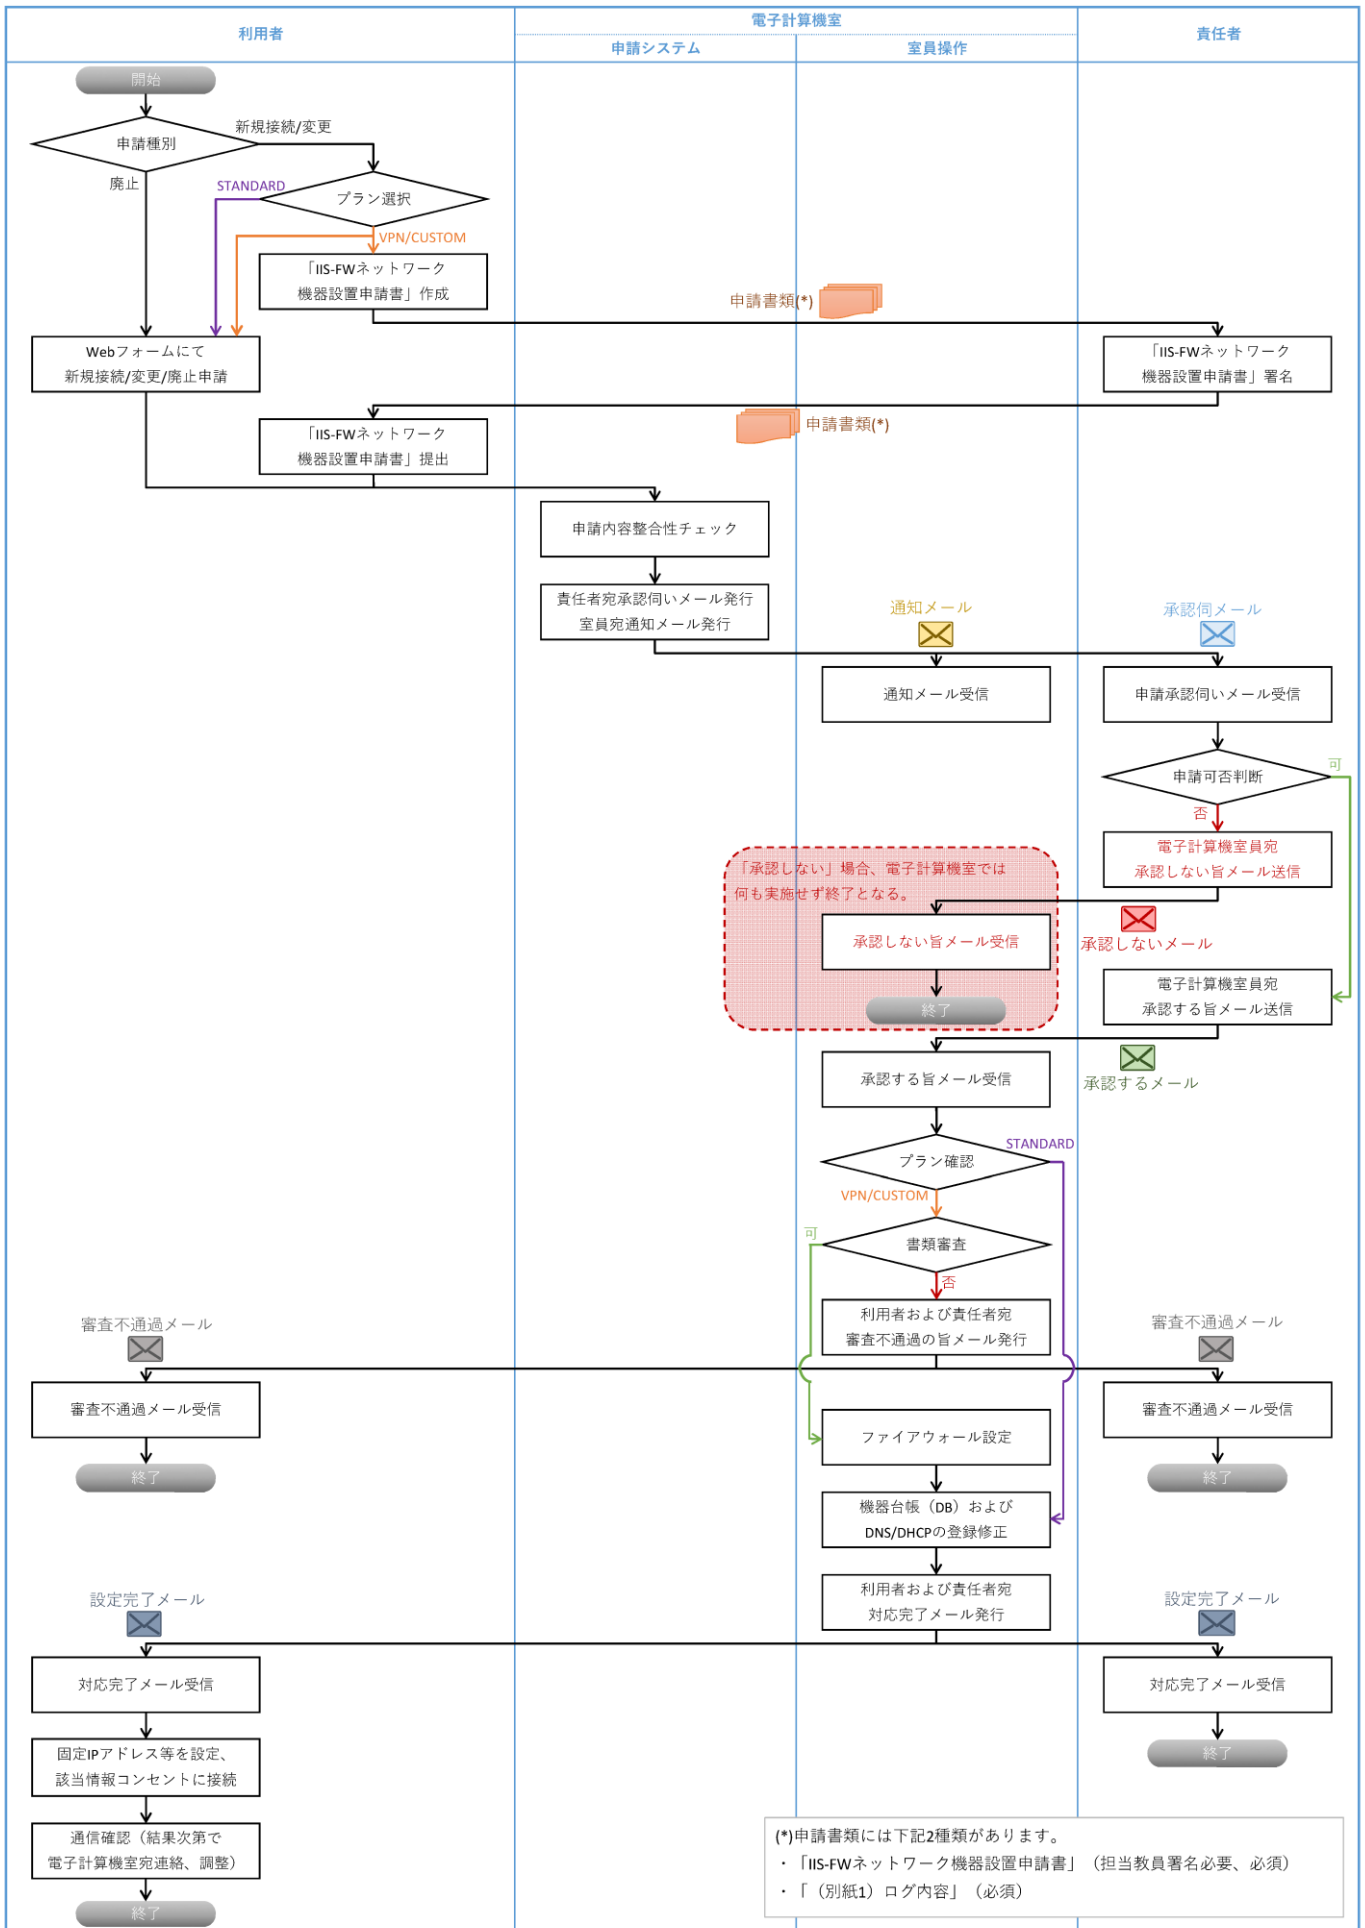 利用者
電子計算機室
申請システム
室員操作
責任者
開始
申請種別
新規接続/変更
廃止
STANDARD
プラン選択
VPN/CUSTOM
「IIS-FWネットワーク
機器設置申請書」作成
申請書類(*)
Webフォームにて
新規接続/変更/廃止申請
「IIS-FWネットワーク
機器設置申請書」署名
「IIS-FWネットワーク
機器設置申請書」提出
申請書類(*)
申請内容整合性チェック
責任者宛承認伺いメール発行
室員宛通知メール発行
通知メール
承認伺メール
通知メール受信
申請承認伺いメール受信
申請可否判断
可
否
電子計算機室員宛
承認しない旨メール送信
「承認しない」場合、電子計算機室では
何も実施せず終了となる。
承認しない旨メール受信
承認しないメール
終了
電子計算機室員宛
承認する旨メール送信
承認する旨メール受信
承認するメール
プラン確認
STANDARD
VPN/CUSTOM
書類審査
可
否
利用者および責任者宛
審査不通過の旨メール発行
審査不通過メール
審査不通過メール
審査不通過メール受信
審査不通過メール受信
終了
終了
ファイアウォール設定
機器台帳（DB）および
DNS/DHCPの登録修正
利用者および責任者宛
対応完了メール発行
設定完了メール
設定完了メール
対応完了メール受信
対応完了メール受信
終了
固定IPアドレス等を設定、
該当情報コンセントに接続
通信確認（結果次第で
電子計算機室宛連絡、調整）
終了
(*)申請書類には下記2種類があります。
・「IIS-FWネットワーク機器設置申請書」（担当教員署名必要、必須）
・「（別紙1）ログ内容」（必須）